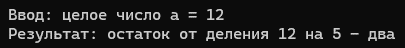 Ввод: целое число a = 12
Результат: остаток от деления 12 на 5 – два